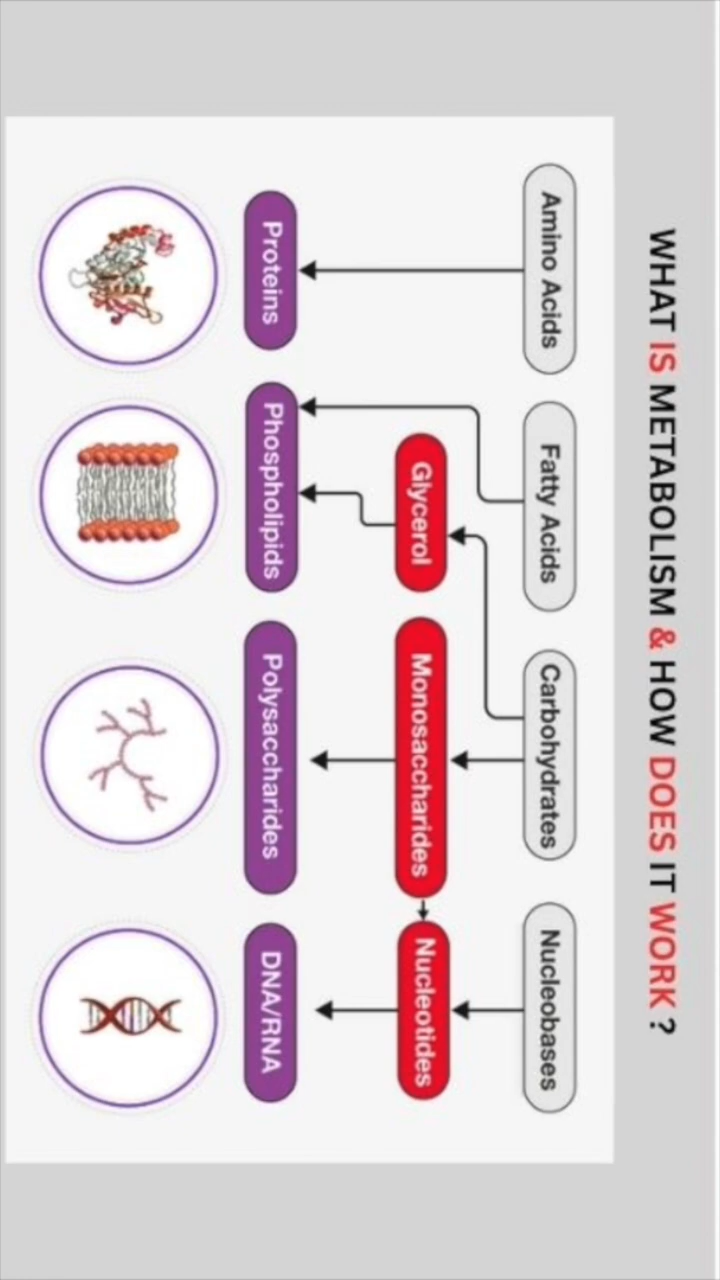 WHAT IS METABOLISM & HOW DOES IT WORK ?
Amino Acids
Fatty Acids
Carbohydrates
Nucleobases
Glycerol
Monosaccharides
Nucleotides
Proteins
Phospholipids
Polysaccharides
DNA/RNA